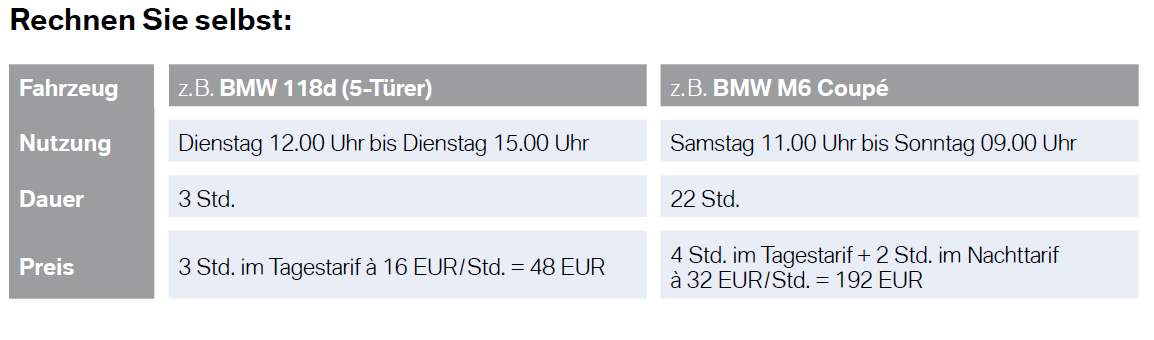 Rechnen Sie selbst:
Fahrzeug z.B. BMW 118d (5-Türer) z.B. BMW M6 Coupé
Nutzung Dienstag 12.00 Uhr bis Dienstag 15.00 Uhr Samstag 11.00 Uhr bis Sonntag 09.00 Uhr
Dauer 3 Std. 22 Std.
Preis 3 Std. im Tagestarif à 16 EUR/Std. = 48 EUR 4 Std. im Tagestarif + 2 Std. im Nachttarif
à 32 EUR/Std. = 192 EUR